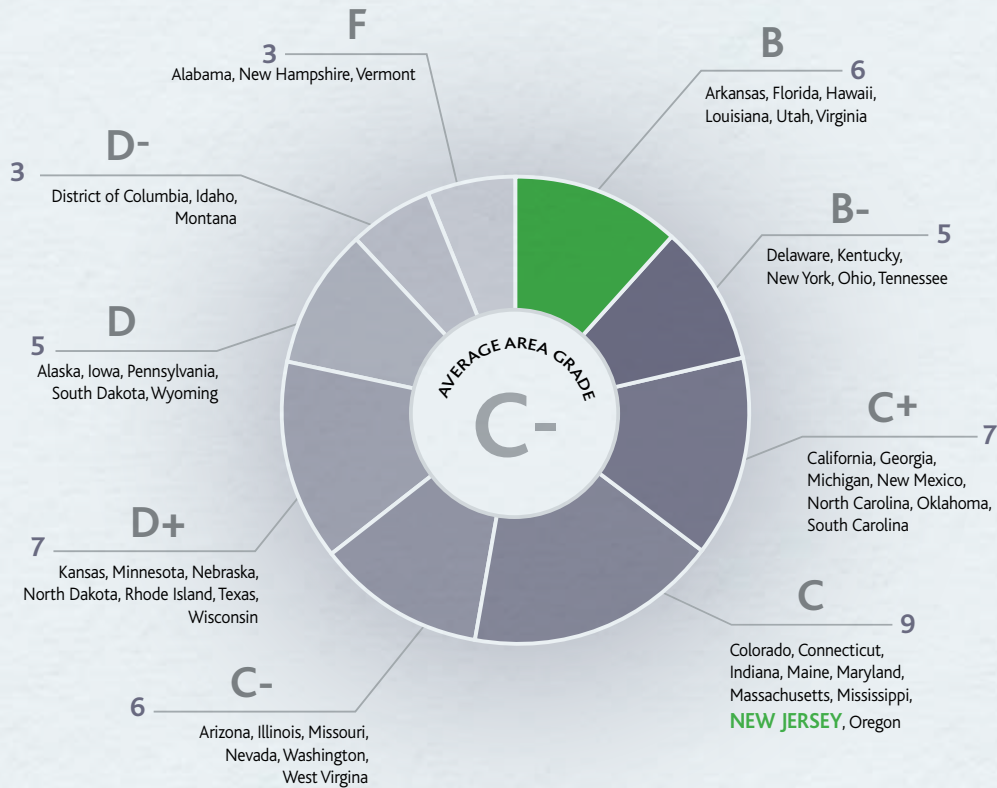 F
3
Alabama, New Hampshire, Vermont
B
6
Arkansas, Florida, Hawaii,
Louisiana, Utah, Virginia
D-
3
District of Columbia, Idaho,
Montana
B-
5
Delaware, Kentucky,
New York, Ohio, Tennessee
D
5
Alaska, Iowa, Pennsylvania,
South Dakota, Wyoming
AVERAGE AREA GRADE
C-
C+
7
California, Georgia,
Michigan, New Mexico,
North Carolina, Oklahoma,
South Carolina
D+
7
Kansas, Minnesota, Nebraska,
North Dakota, Rhode Island, Texas,
Wisconsin
C
9
Colorado, Connecticut,
Indiana, Maine, Maryland,
Massachusetts, Mississippi,
NEW JERSEY, Oregon
C-
6
Arizona, Illinois, Missouri,
Nevada, Washington,
West Virgina